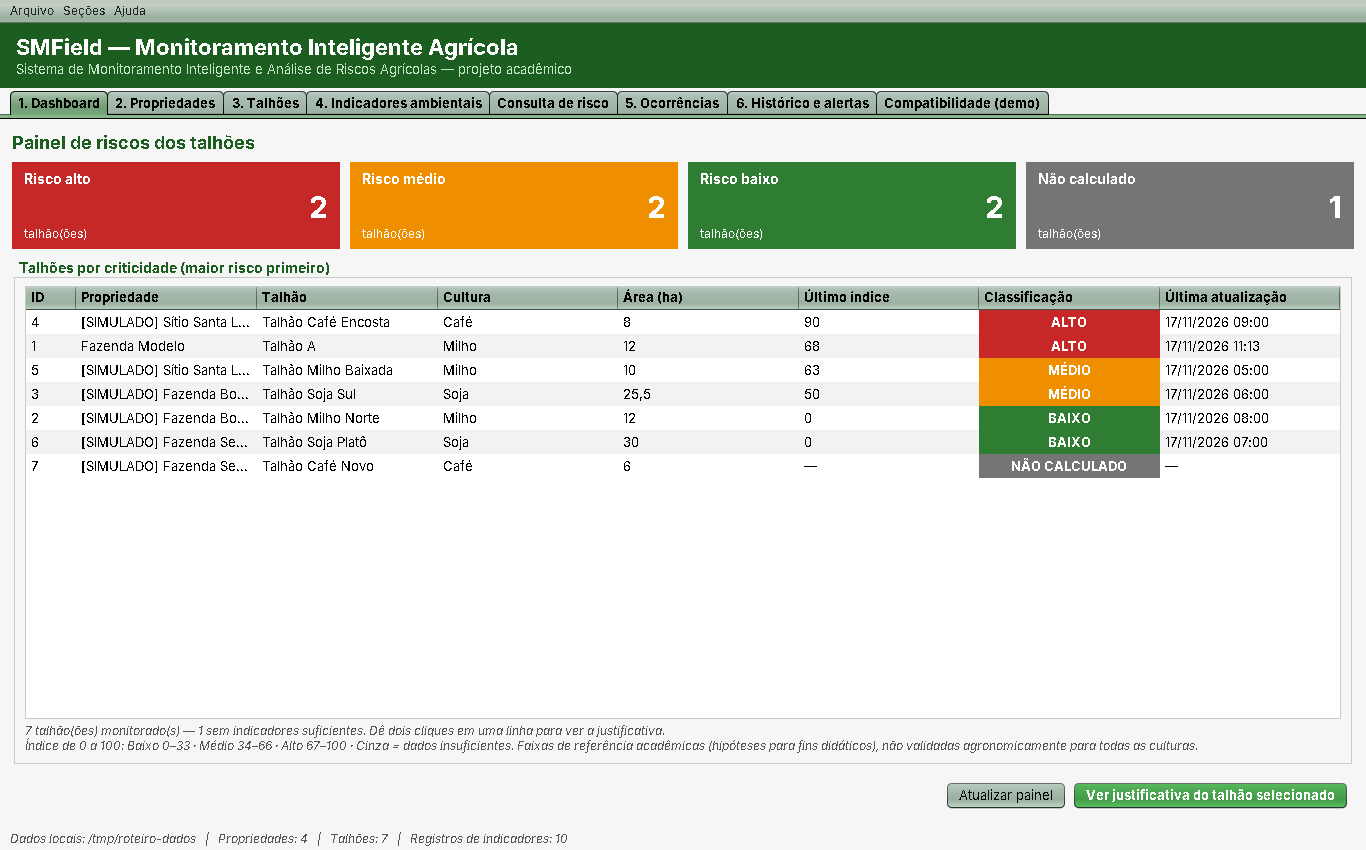 Arquivo Seções Ajuda
SMField — Monitoramento Inteligente Agrícola
Sistema de Monitoramento Inteligente e Análise de Riscos Agrícolas — projeto acadêmico
1. Dashboard 2. Propriedades 3. Talhões 4. Indicadores ambientais Consulta de risco 5. Ocorrências 6. Histórico e alertas Compatibilidade (demo)
Painel de riscos dos talhões
Risco alto Risco médio Risco baixo Não calculado
2 2 2 1
talhão(ões) talhão(ões) talhão(ões) talhão(ões)
Talhões por criticidade (maior risco primeiro)
ID Propriedade Talhão Cultura Área (ha) Último índice Classificação Última atualização
4 [SIMULADO] Sítio Santa L... Talhão Café Encosta Café 8 90 ALTO 17/11/2026 09:00
1 Fazenda Modelo Talhão A Milho 12 68 ALTO 17/11/2026 11:13
5 [SIMULADO] Sítio Santa L... Talhão Milho Baixada Milho 10 63 MÉDIO 17/11/2026 05:00
3 [SIMULADO] Fazenda Bo... Talhão Soja Sul Soja 25,5 50 MÉDIO 17/11/2026 06:00
2 [SIMULADO] Fazenda Bo... Talhão Milho Norte Milho 12 0 BAIXO 17/11/2026 08:00
6 [SIMULADO] Fazenda Se... Talhão Soja Platô Soja 30 0 BAIXO 17/11/2026 07:00
7 [SIMULADO] Fazenda Se... Talhão Café Novo Café 6 — NÃO CALCULADO —
7 talhão(ões) monitorado(s) — 1 sem indicadores suficientes. Dê dois cliques em uma linha para ver a justificativa.
Índice de 0 a 100: Baixo 0–33 · Médio 34–66 · Alto 67–100 · Cinza = dados insuficientes. Faixas de referência acadêmicas (hipóteses para fins didáticos), não validadas agronomicamente para todas as culturas.
Atualizar painel Ver justificativa do talhão selecionado
Dados locais: /tmp/roteiro-dados | Propriedades: 4 | Talhões: 7 | Registros de indicadores: 10